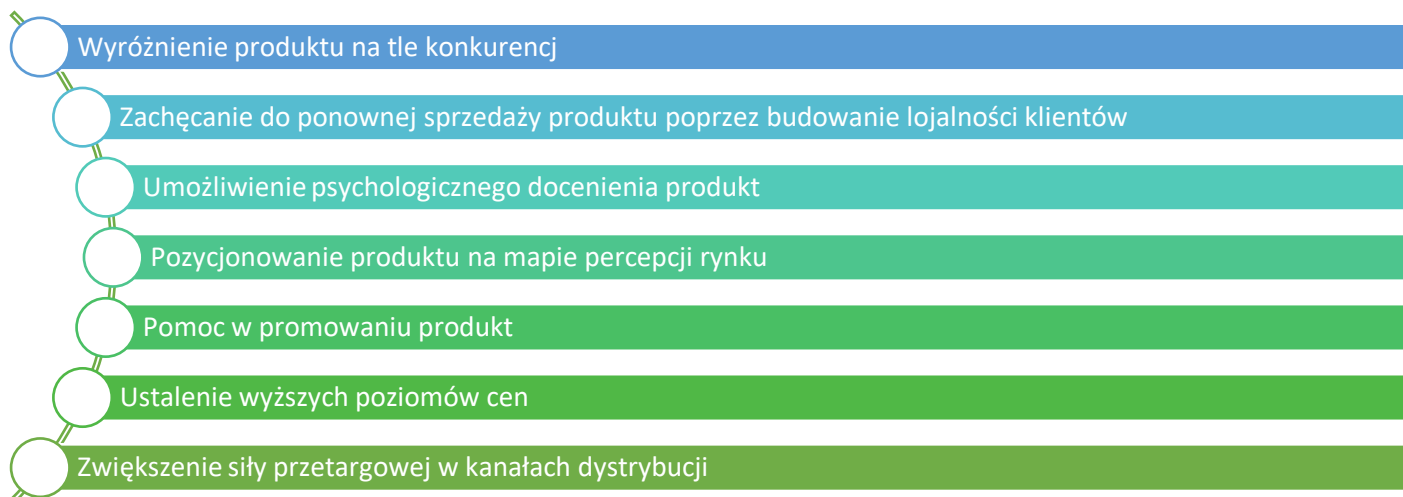 Wyróżnienie produktu na tle konkurencj
Zachęcanie do ponownej sprzedaży produktu poprzez budowanie lojalności klientów
Umożliwienie psychologicznego docenienia produkt
Pozycjonowanie produktu na mapie percepcji rynku
Pomoc w promowaniu produkt
Ustalenie wyższych poziomów cen
Zwiększenie siły przetargowej w kanałach dystrybucji